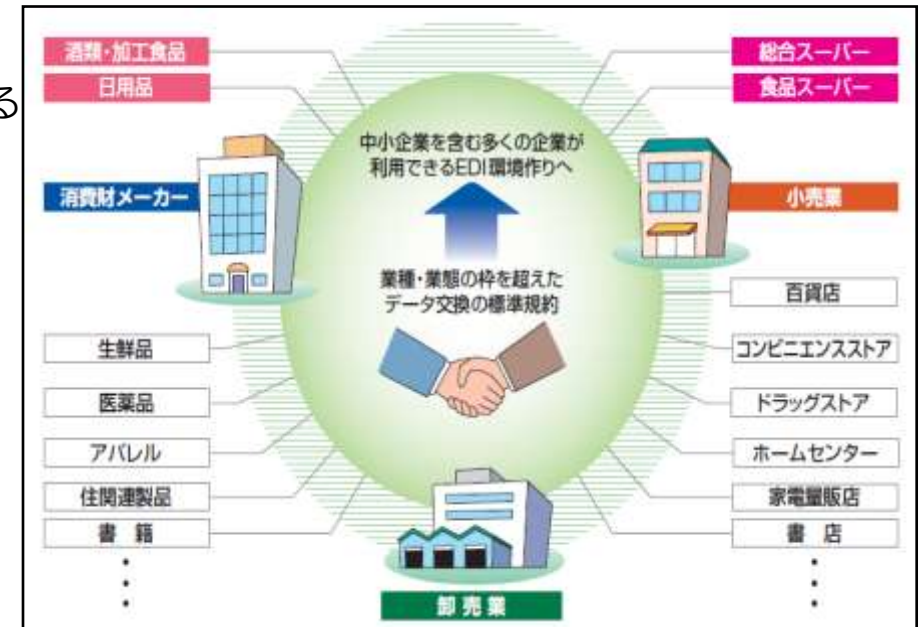 る
酒類・加工食品
日用品
総合スーパー
食品スーパー
中小企業を含む多くの企業が
利用できるEDI環境作りへ
消費財メーカー
小売業
業種・業態の枠を超えた
データ交換の標準規約
生鮮品
医薬品
アパレル
住関連製品
書 籍
・
・
・
百貨店
コンビニエンスストア
ドラッグストア
ホームセンター
家電量販店
書 店
・
・
・
卸売業